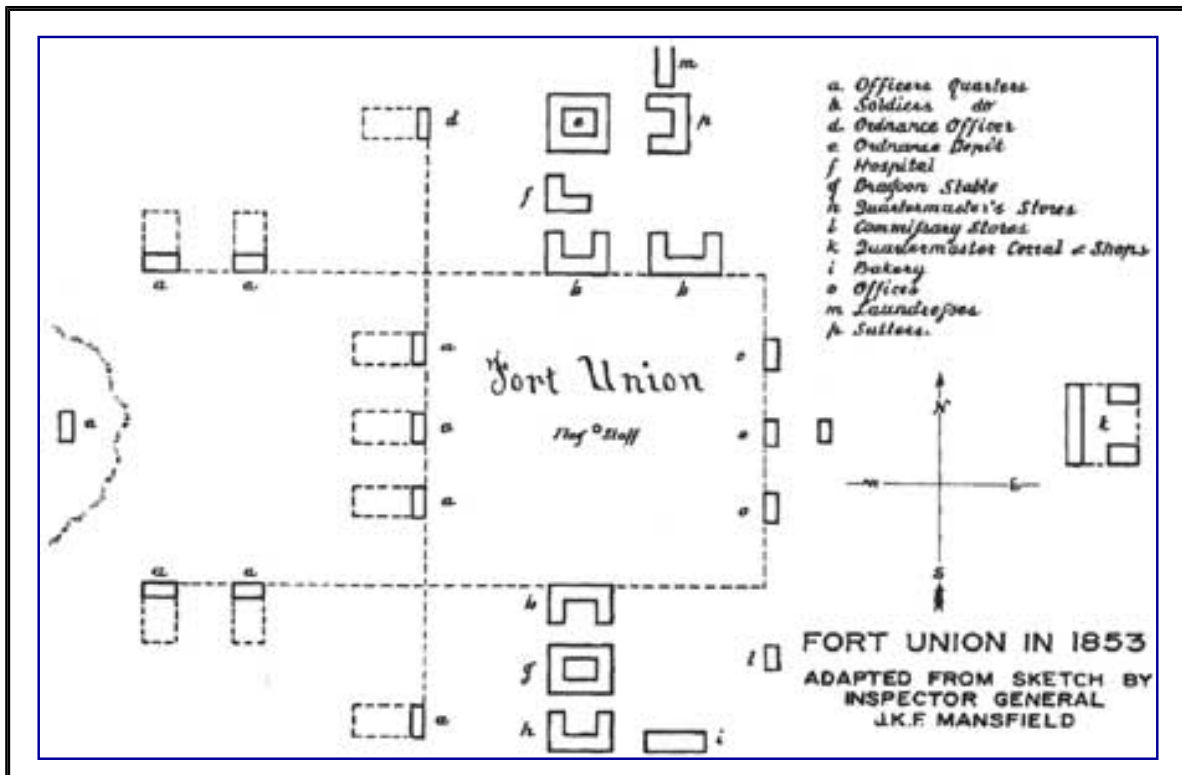 m
a Officers Quarters
b Soldiers do
d Ordnance Officer
e Ordnance Depôt
f Hospital
g Dragoon Stable
h Quartermaster's Stores
l Commissary Stores
k Quartermaster Corral & Shops
i Bakery
o Offices
m Laundresses
p Sutlers.
d
e
p
f
a
a
b
b
a
o
Fort Union
a
a
Flag Staff
o
k
N
W
E
S
a
o
a
a
b
g
l
a
h
i
FORT UNION IN 1853
ADAPTED FROM SKETCH BY
INSPECTOR GENERAL
J.K.F. MANSFIELD